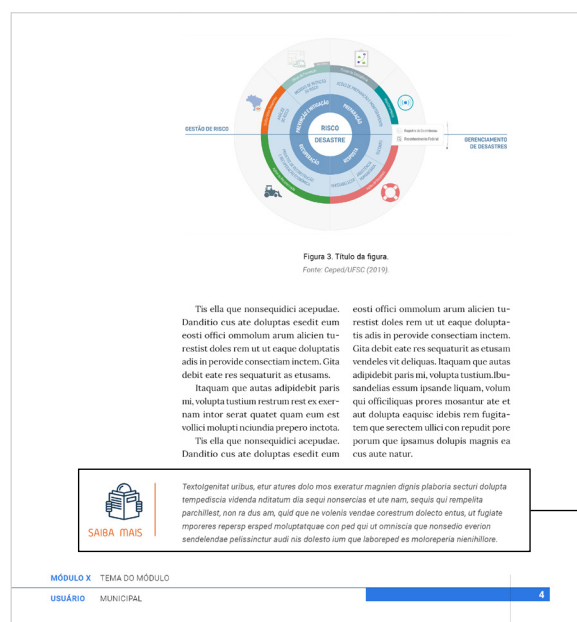 GESTÃO DE RISCO
PREVENÇÃO E MITIGAÇÃO
PREPARAÇÃO
RISCO
DESASTRE
RECUPERAÇÃO
RESPOSTA
GERENCIAMENTO
DE DESASTRES
Figura 3. Título da figura.
Fonte: Ceped/UFSC (2019).
Tis ella que nonsequidici acepudae.
Danditio cus ate doluptas esedit eum
eosti offici ommolum arum alicien tu-
restist doles rem ut ut eaque doluptatis
adis in perovide consectiam inctem. Gita
debit eate res sequaturit as etusams.
Itaquam que autas adipidebit paris
mi, volupta tustium restrum rest ex exer-
nam intor serat quatet quam eum est
vollici molupti nciundia prepero inctota.
Tis ella que nonsequidici acepudae.
Danditio cus ate doluptas esedit eum
eosti offici ommolum arum alicien tu-
restist doles rem ut ut eaque dolupta-
tis adis in perovide consectiam inctem.
Gita debit eate res sequaturit as etusam
vendeles vit deliquas. Itaquam que autas
adipidebit paris mi, volupta tustium.Ibu-
sandelias essum ipsande liquam, volum
qui officiliquas prores mosantur ate et
aut dolupta eaquisc idebis rem fugita-
tem que serectem ullici con repudit pore
porum que ipsamus dolupis magnis ea
cus aute natur.
SAIBA MAIS
Textolgenitat uribus, etur atures dolo mos exeratur magnien dignis plaboria secturi dolupta
tempediscia videnda nditatum dia sequi nonsercias et ute nam, sequis qui rempelita
parchillest, non ra dus am, quid que ne volenis vendae corestrum dolecto entus, ut fugiate
mporeres repersp ersped moluptatquae con ped qui ut omniscia que nonsedio everion
sendelendae pelissinctur audi nis dolesto ium que laboreped es moloreperia nienihillore.
MÓDULO X TEMA DO MÓDULO
USUÁRIO MUNICIPAL
4